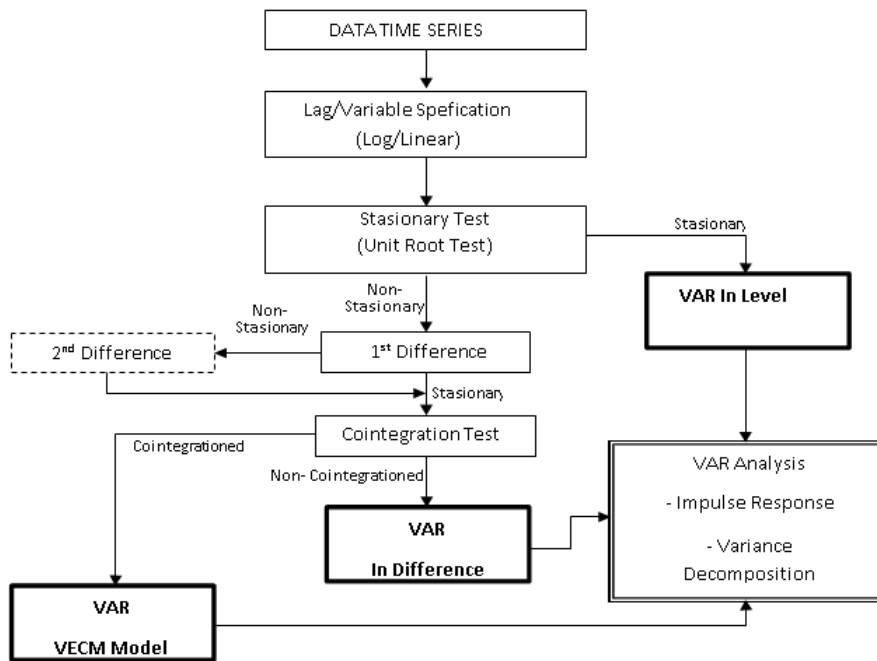 DATA TIME SERIES
Lag/Variable Spefication
(Log/Linear)
Stasionary Test
(Unit Root Test)
Stasionary
VAR In Level
Non-
Stasionary
Non-
Stasionary
2nd Difference
1st Difference
Stasionary
Cointegration Test
Cointegrationed
Non- Cointegrationed
VAR
In Difference
VAR Analysis
- Impulse Response
- Variance
Decomposition
VAR
VECM Model